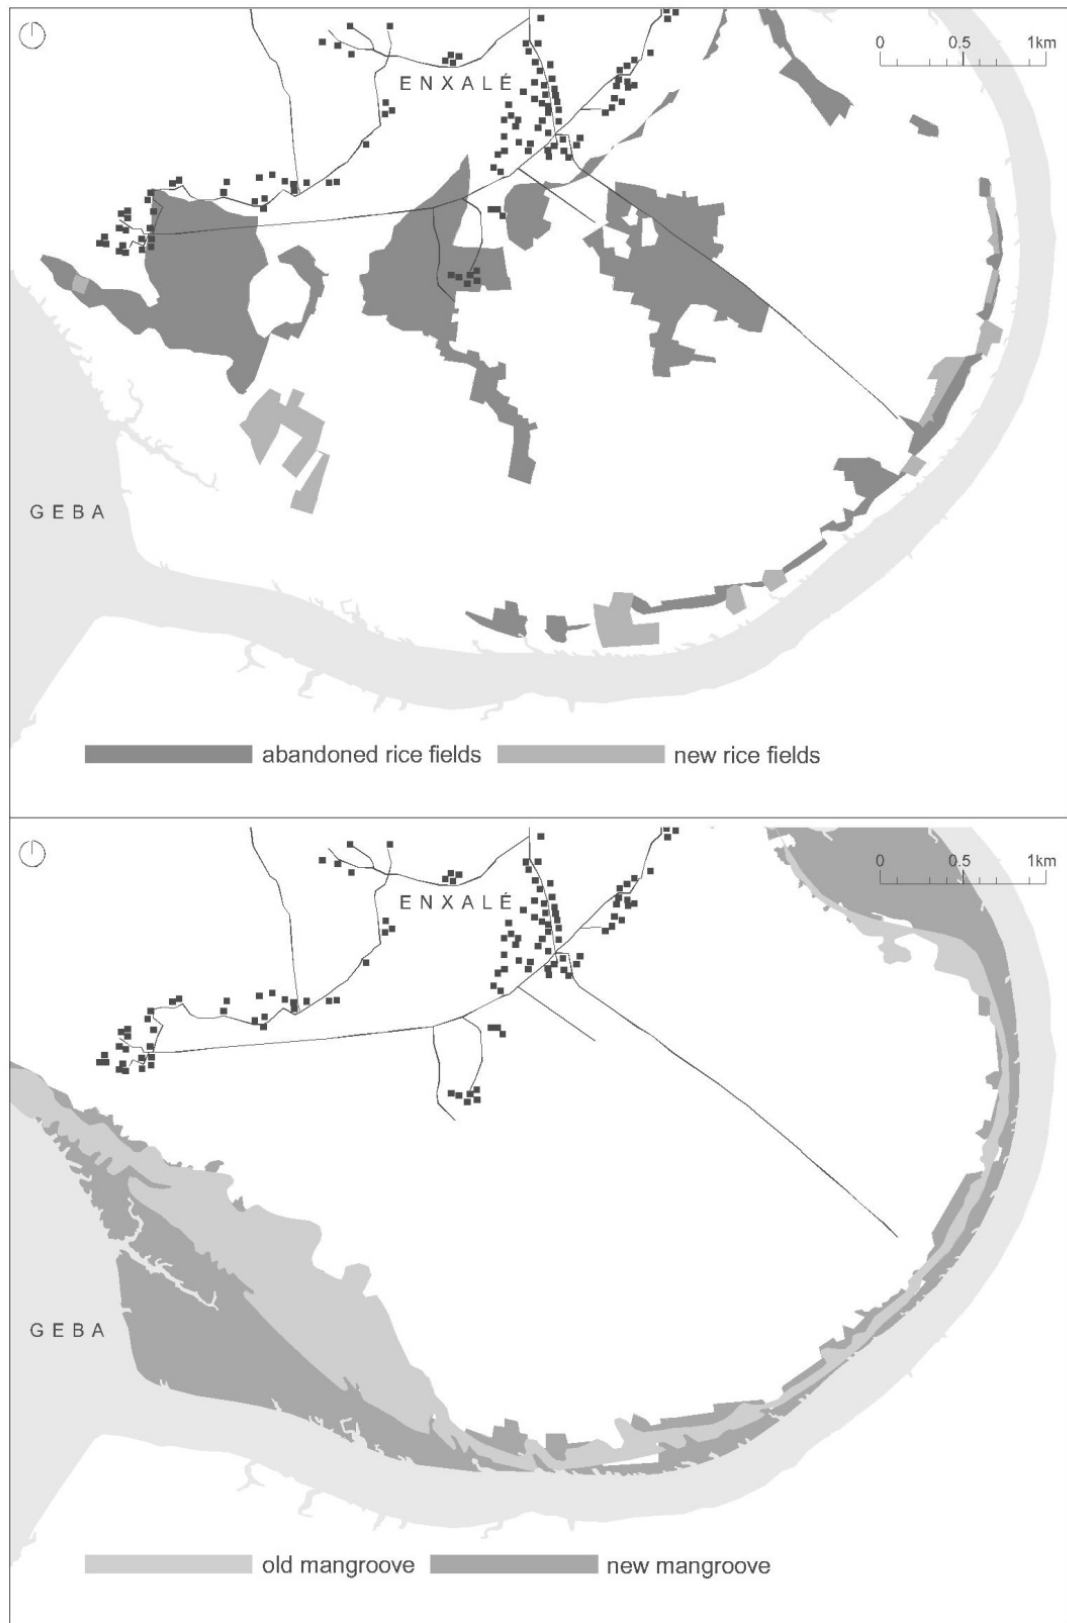 0 0.5 1km
ENXALÉ
GEBA
abandoned rice fields new rice fields
0 0.5 1km
ENXALÉ
GEBA
old mangroove new mangroove